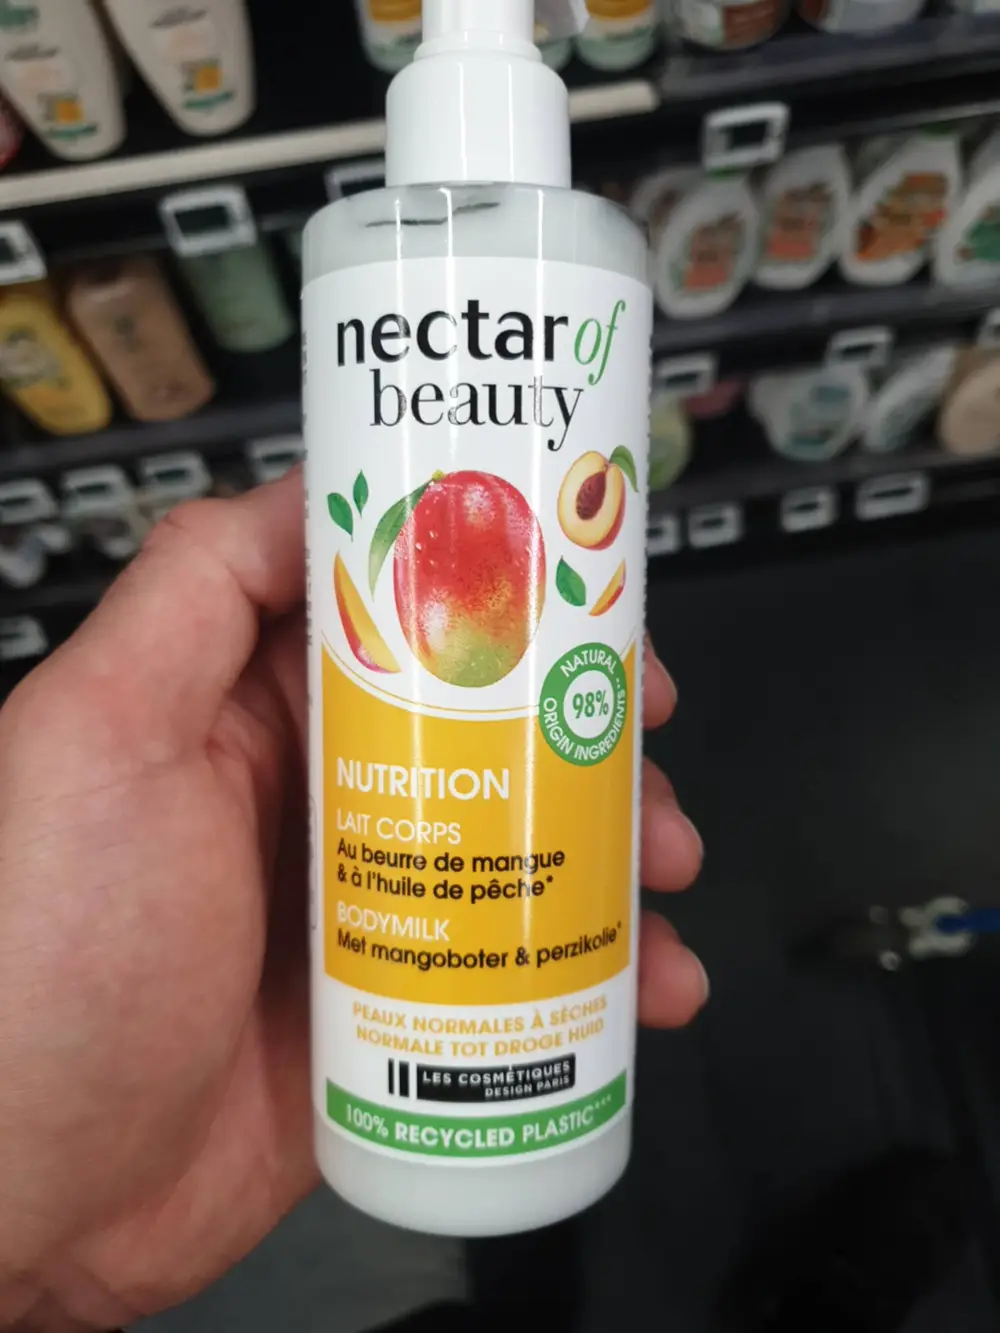 nectar of
beauty
NATURAL
98%
ORIGIN INGREDIENTS**
NUTRITION
LAIT CORPS
Au beurre de mangue
& à l'huile de pêche*
BODYMILK
Met mangoboter & perzikolie*
PEAUX NORMALES À SÈCHES
NORMALE TOT DROGE HUID
LES COSMÉTIQUES
DESIGN PARIS
100% RECYCLED PLASTIC***